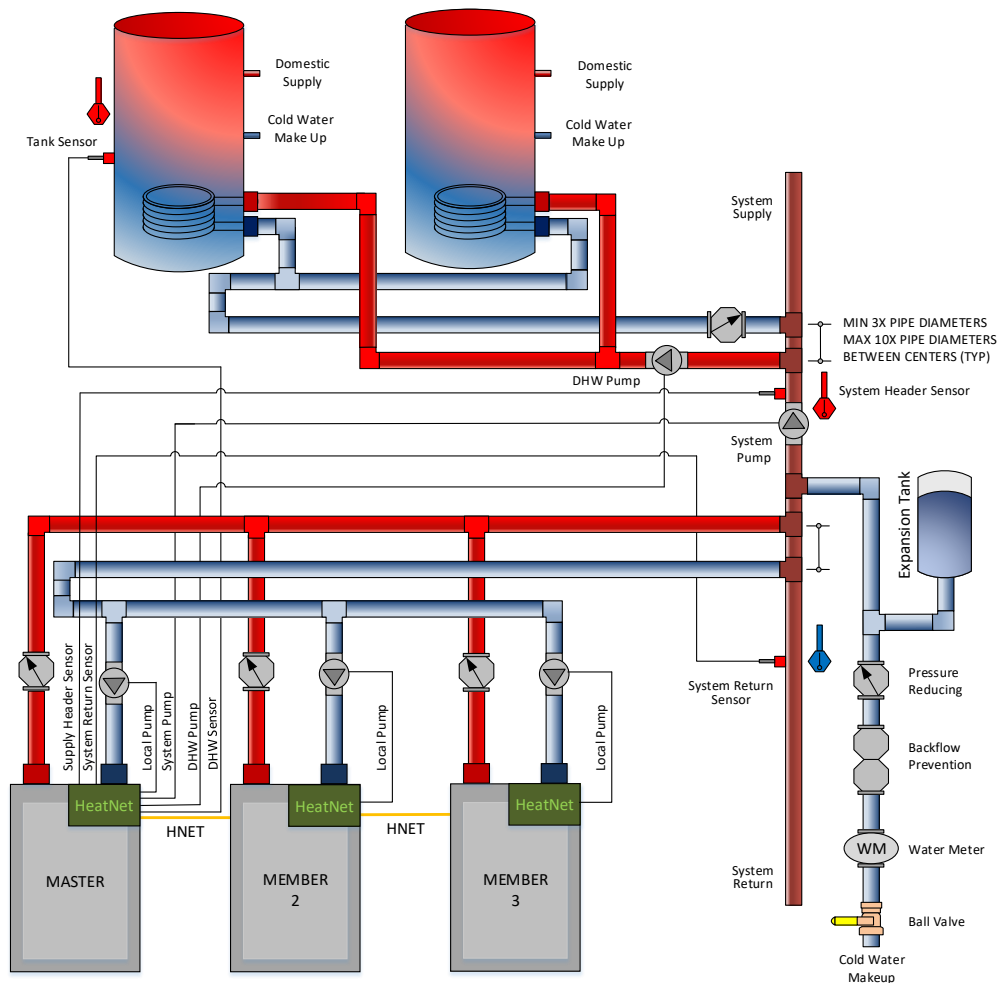 Domestic
Supply
Cold Water
Make Up
Domestic
Supply
Cold Water
Make Up
Tank Sensor
System
Supply
MIN 3X PIPE DIAMETERS
MAX 10X PIPE DIAMETERS
BETWEEN CENTERS (TYP)
DHW Pump
System Header Sensor
System
Pump
Expansion Tank
System Return
Sensor
Pressure
Reducing
Backflow
Prevention
Supply Header Sensor
System Return Sensor
Local Pump
System Pump
DHW Pump
DHW Sensor
Local Pump
Local Pump
HeatNet
HeatNet
HeatNet
HNET
HNET
MASTER
MEMBER
2
MEMBER
3
WM
Water Meter
System
Return
Ball Valve
Cold Water
Makeup